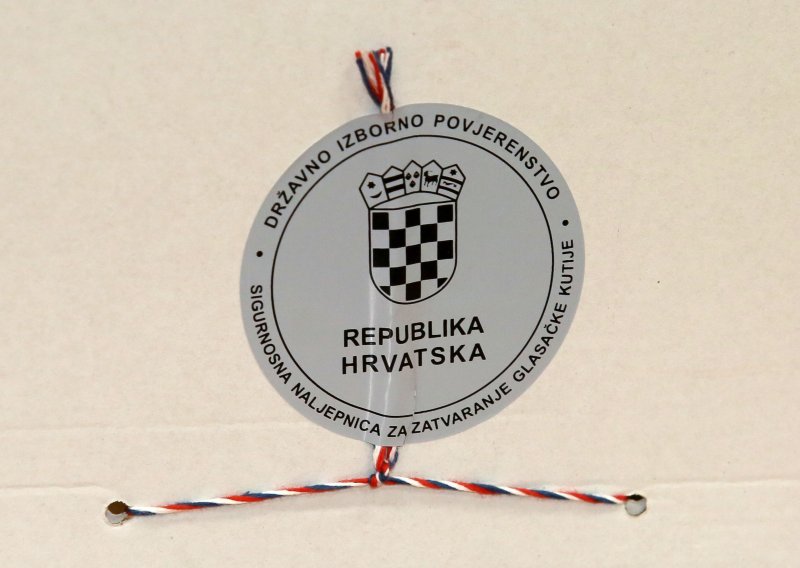 DRŽAVNO IZBORNO POVJERENSTVO
REPUBLIKA
HRVATSKA
SIGURNOSNA NALJEPNICA ZA ZATVARANJE GLASAČKE KUTIJE